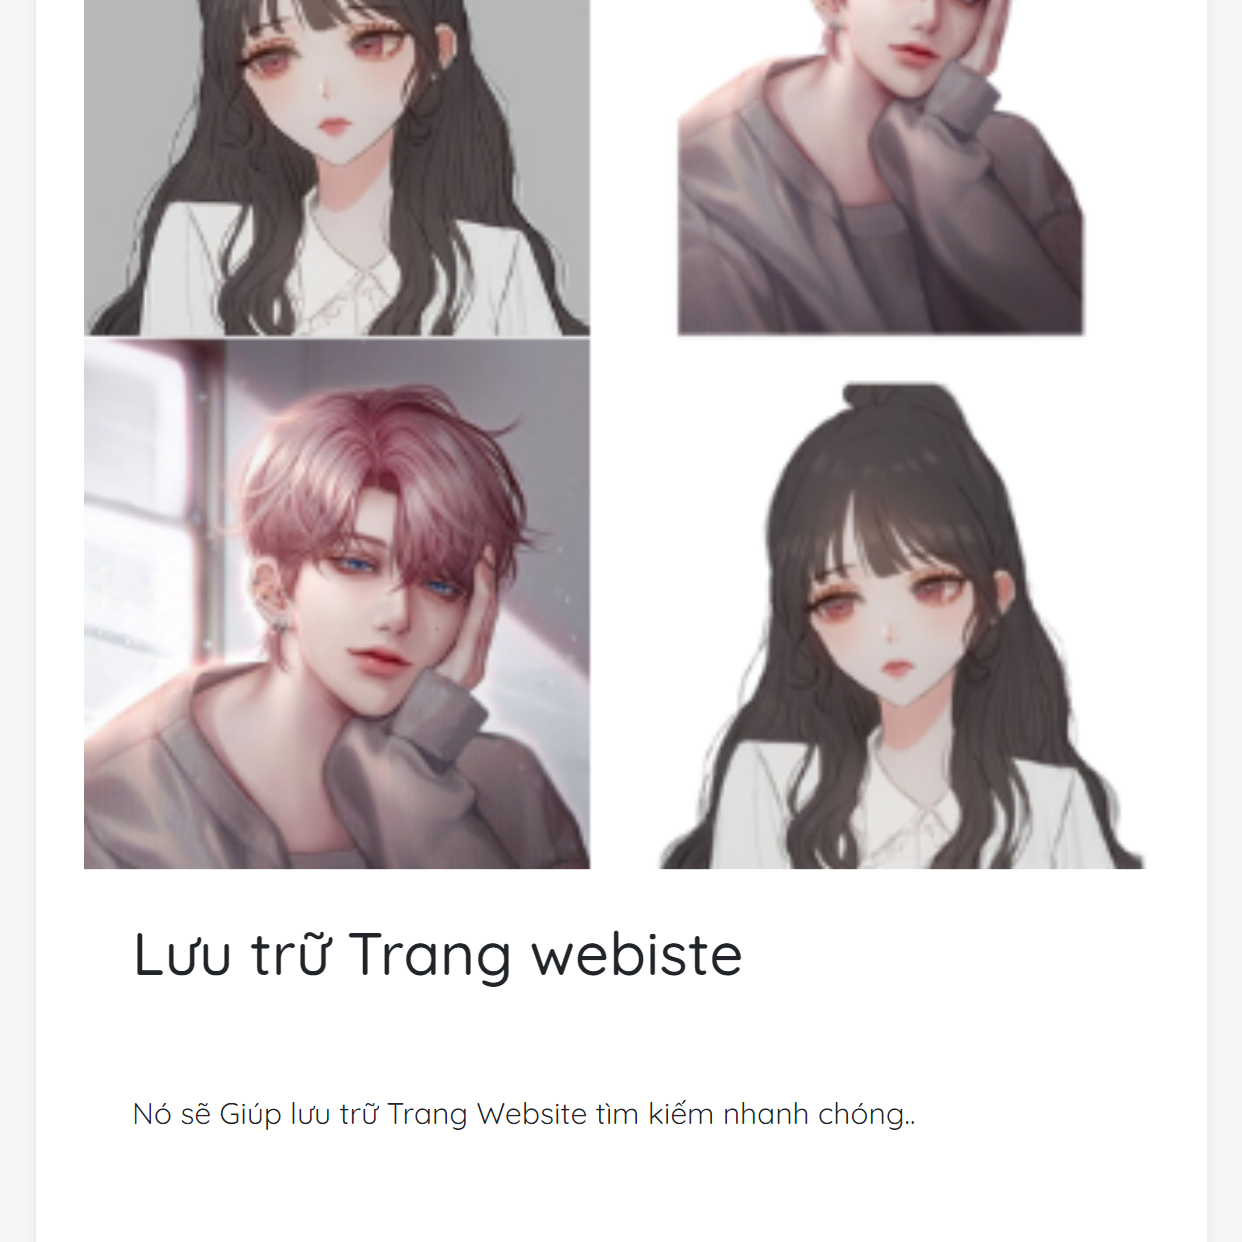 Lưu trữ Trang webiste
Nó sẽ Giúp lưu trữ Trang Website tìm kiếm nhanh chóng..